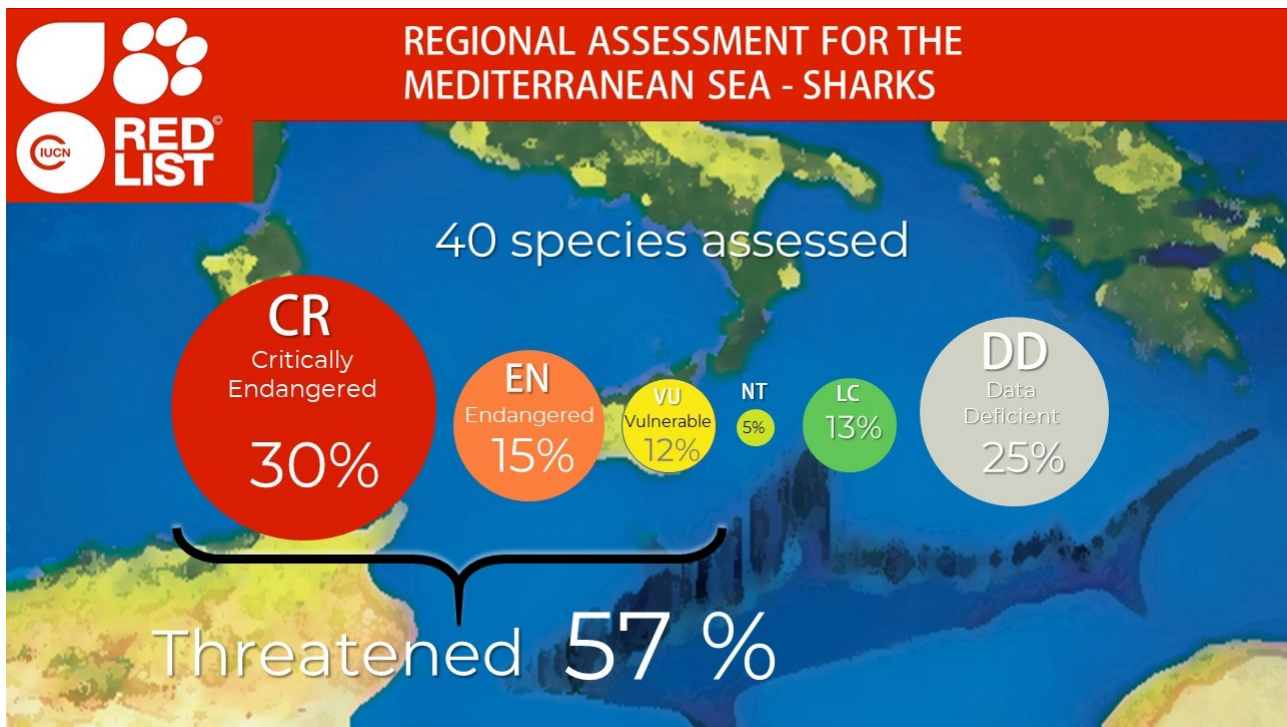 REGIONAL ASSESSMENT FOR THE
MEDITERRANEAN SEA - SHARKS
IUCN
RED©
LIST
40 species assessed
CR
Critically
Endangered
30%
EN
Endangered
15%
VU
Vulnerable
12%
NT
5%
LC
13%
DD
Data
Deficient
25%
Threatened 57 %